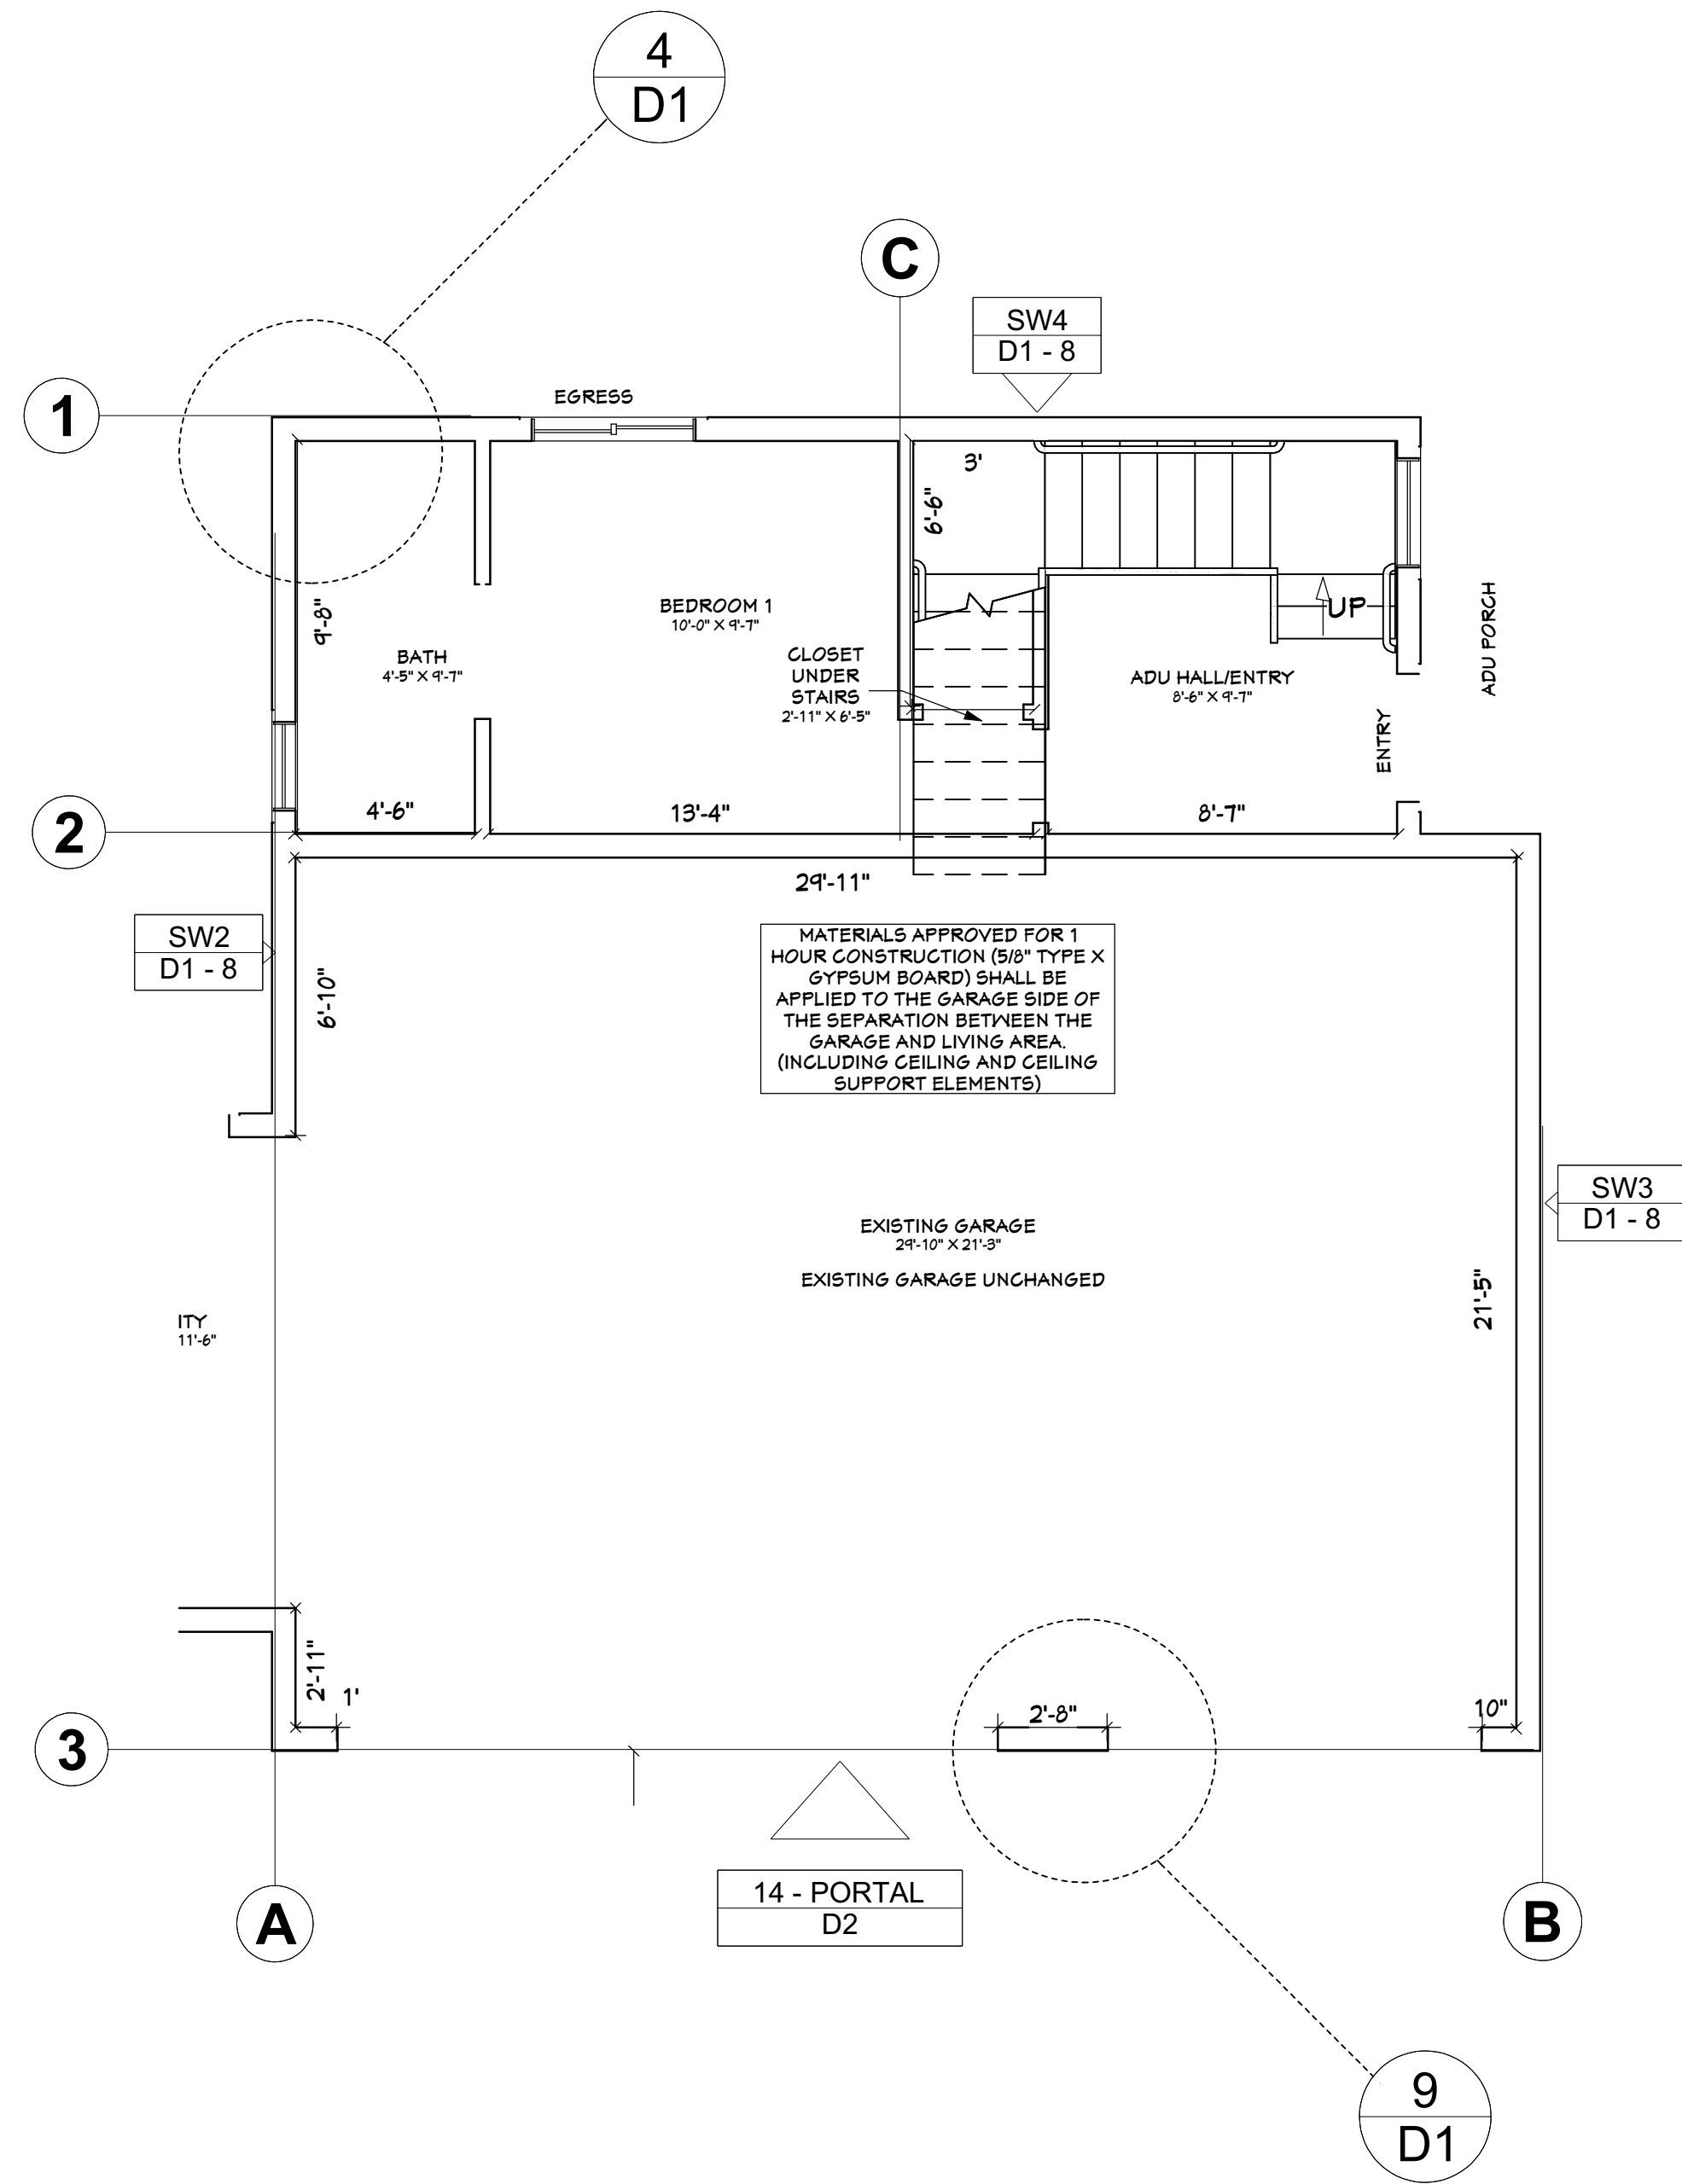 4
D1
C
SW4
D1 - 8
1
EGRESS
3'
6'-6"
9'-8"
BEDROOM 1
10'-0" X 9'-7"
UP
ADU PORCH
BATH
4'-5" X 9'-7"
CLOSET
UNDER
STAIRS
2'-11" X 6'-5"
ADU HALL/ENTRY
8'-6" X 9'-7"
ENTRY
2
4'-6"
13'-4"
8'-7"
29'-11"
SW2
D1 - 8
6'-10"
MATERIALS APPROVED FOR 1
HOUR CONSTRUCTION (5/8" TYPE X
GYPSUM BOARD) SHALL BE
APPLIED TO THE GARAGE SIDE OF
THE SEPARATION BETWEEN THE
GARAGE AND LIVING AREA.
(INCLUDING CEILING AND CEILING
SUPPORT ELEMENTS)
SW3
D1 - 8
EXISTING GARAGE
29'-10" X 21'-3"
EXISTING GARAGE UNCHANGED
21'-5"
ITY
11'-6"
2'-11"
1'
2'-8"
10"
3
14 - PORTAL
D2
A
B
9
D1